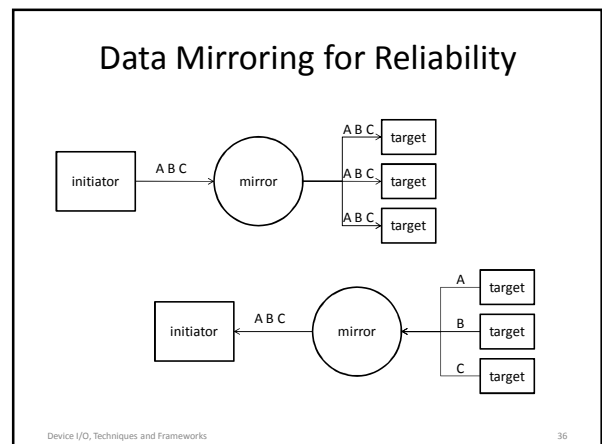 Data Mirroring for Reliability
A B C
target
initiator
A B C
mirror
A B C
target
A B C
target
A
target
initiator
A B C
mirror
B
target
C
target
Device I/O, Techniques and Frameworks
36